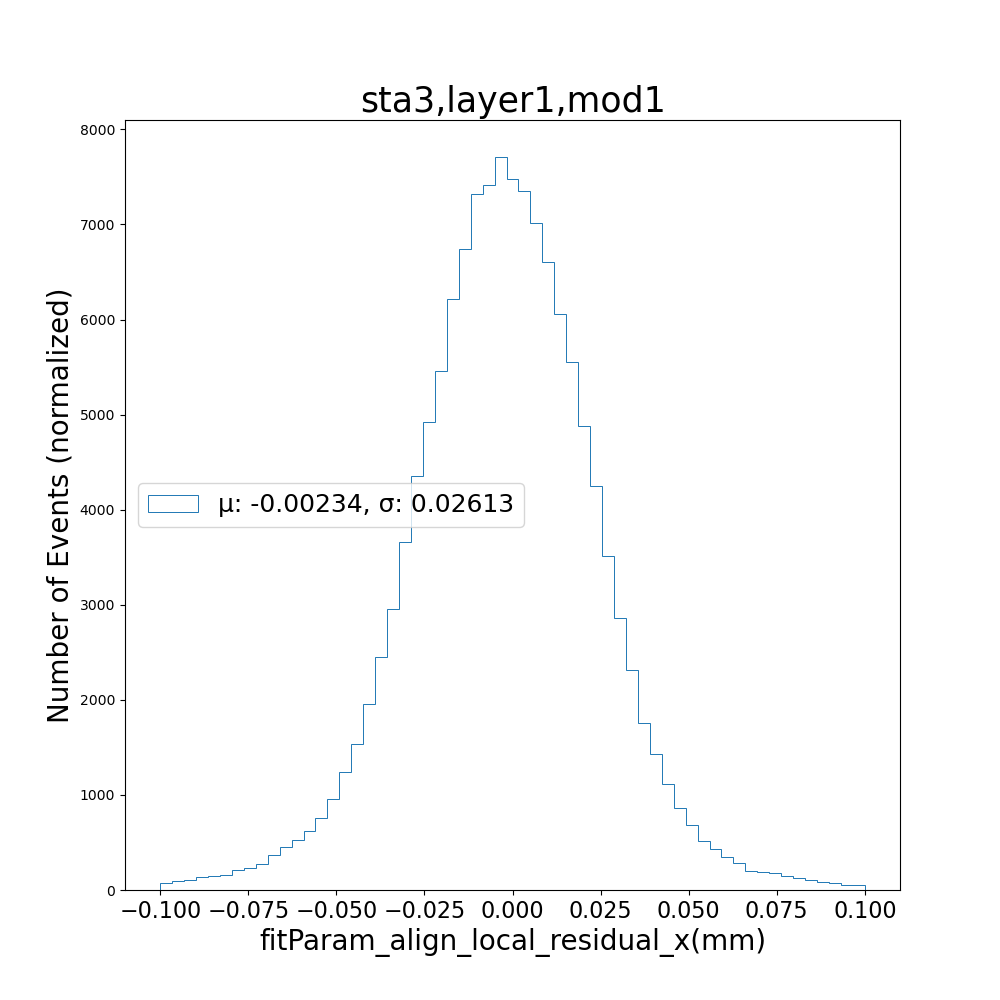 sta3,layer1,mod1
8000
7000
6000
5000
4000
3000
2000
1000
0
Number of Events (normalized)
μ: -0.00234, σ: 0.02613
−0.100 −0.075 −0.050 −0.025 0.000 0.025 0.050 0.075 0.100
fitParam_align_local_residual_x(mm)